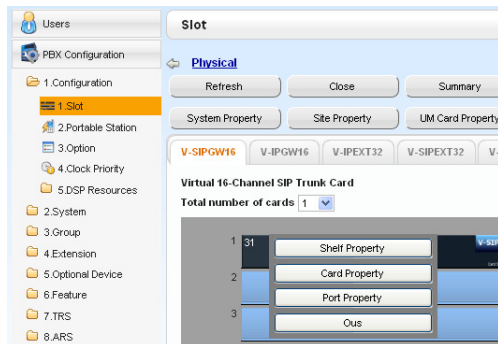 Users
PBX Configuration
1.Configuration
1.Slot
2.Portable Station
3.Option
4.Clock Priority
5.DSP Resources
2.System
3.Group
4.Extension
5.Optional Device
6.Feature
7.TRS
8.ARS
Slot
Physical
Refresh Close Summary
System Property Site Property UM Card Property
V-SIPGW16 V-IPGW16 V-IPEXT32 V-SIPEXT32 V-
Virtual 16-Channel SIP Trunk Card
Total number of cards 1
1 31 Shelf Property V-SIP
Card Property
2
Port Property
3
Ous